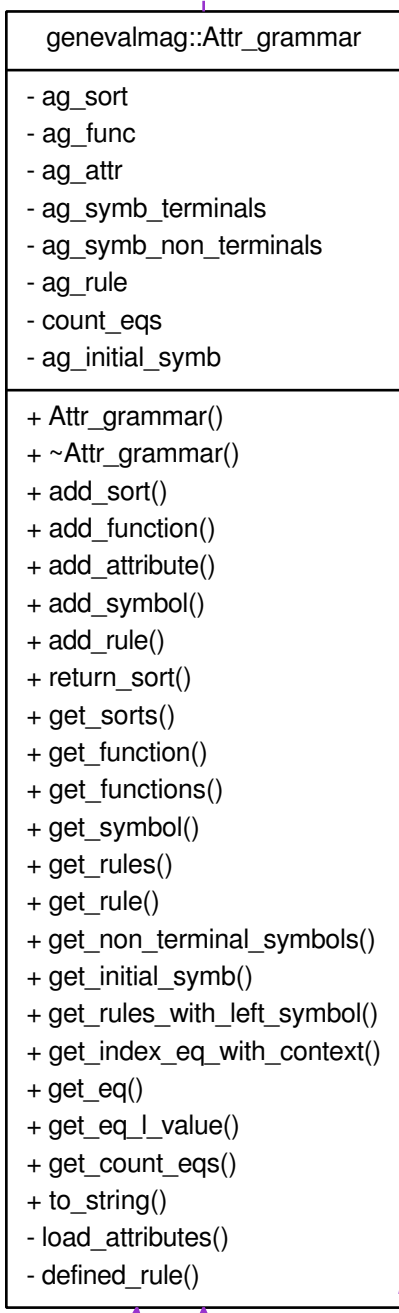 genevalmag::Attr_grammar
- ag_sort
- ag_func
- ag_attr
- ag_symb_terminals
- ag_symb_non_terminals
- ag_rule
- count_eqs
- ag_initial_symb
+ Attr_grammar()
+ ~Attr_grammar()
+ add_sort()
+ add_function()
+ add_attribute()
+ add_symbol()
+ add_rule()
+ return_sort()
+ get_sorts()
+ get_function()
+ get_functions()
+ get_symbol()
+ get_rules()
+ get_rule()
+ get_non_terminal_symbols()
+ get_initial_symb()
+ get_rules_with_left_symbol()
+ get_index_eq_with_context()
+ get_eq()
+ get_eq_l_value()
+ get_count_eqs()
+ to_string()
- load_attributes()
- defined_rule()